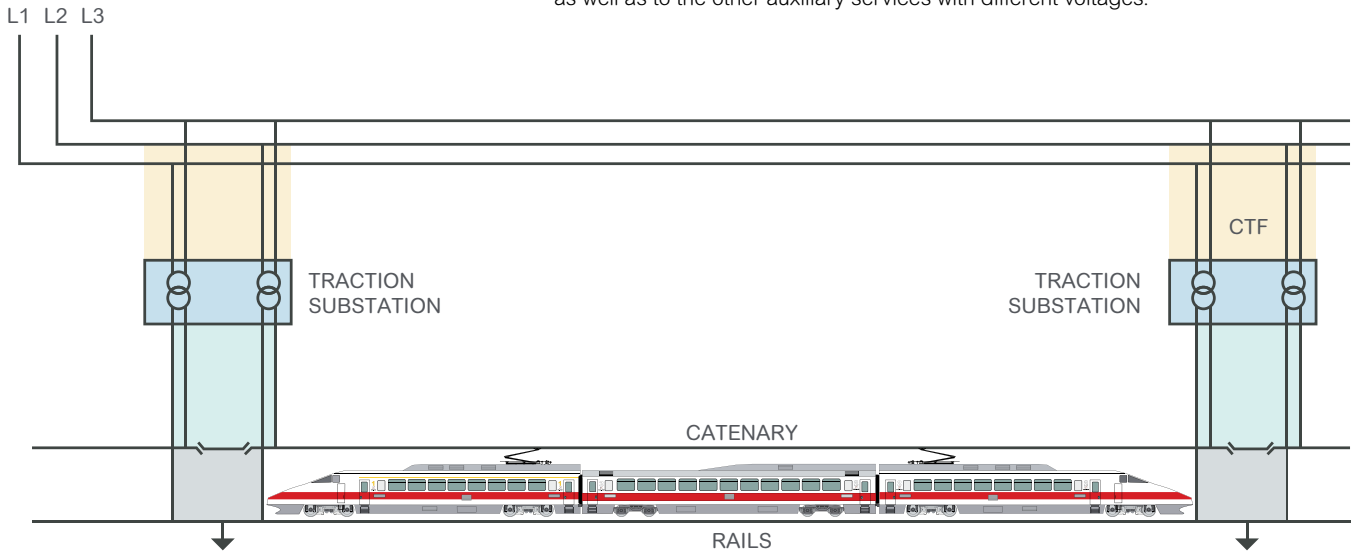 as well as to the other auxiliary services with different voltages.
L1 L2 L3
CTF
TRACTION
SUBSTATION
TRACTION
SUBSTATION
CATENARY
RAILS